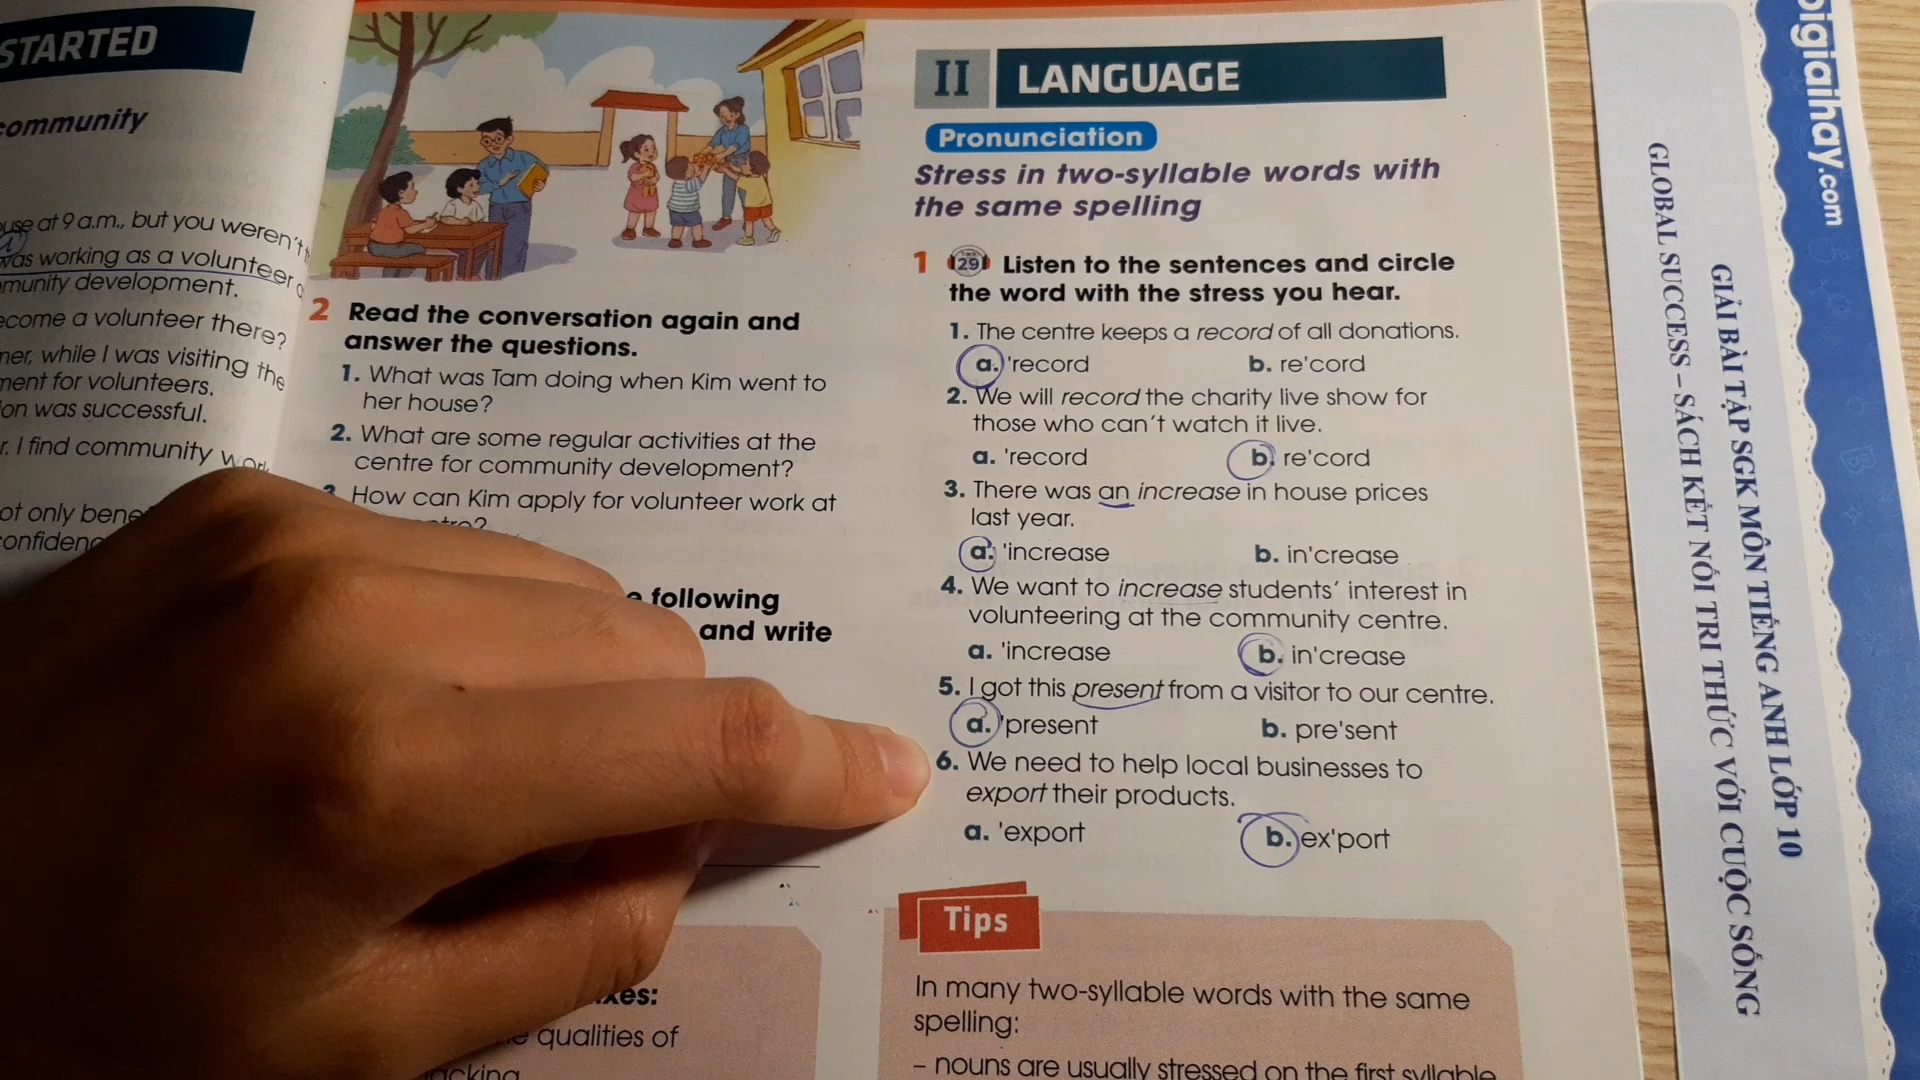 STARTED
community
use at 9 a.m., but you weren't
was working as a volunteer
munity development.
ecome a volunteer there?
mer, while I was visiting the
ment for volunteers.
ion was successful.
r. I find community
ot only
2 Read the conversation again and
answer the questions.
1. What was Tam doing when Kim went to
her house?
2. What are some regular activities at the
centre for community development?
How can Kim apply for volunteer work at
following
and write
qualities of
II LANGUAGE
Pronunciation
Stress in two-syllable words with
the same spelling
1 29 Listen to the sentences and circle
the word with the stress you hear.
1. The centre keeps a record of all donations.
a. 'record b. re'cord
2. We will record the charity live show for
those who can't watch it live.
a. 'record b. re'cord
3. There was an increase in house prices
last year.
a. 'increase b. in'crease
4. We want to increase students' interest in
volunteering at the community centre.
a. 'increase b. in'crease
5. I got this present from a visitor to our centre.
a. 'present b. pre'sent
6. We need to help local businesses to
export their products.
a. 'export b. ex'port
Tips
In many two-syllable words with the same
spelling:
– nouns are usually stressed on the first syllable
GLOBAL SUCCESS – SÁCH KẾT NỐI TRI THỨC VỚI CUỘC SỐNG
GIẢI BÀI TẬP SGK MÔN TIẾNG ANH LỚP 10
oigiaihay.com